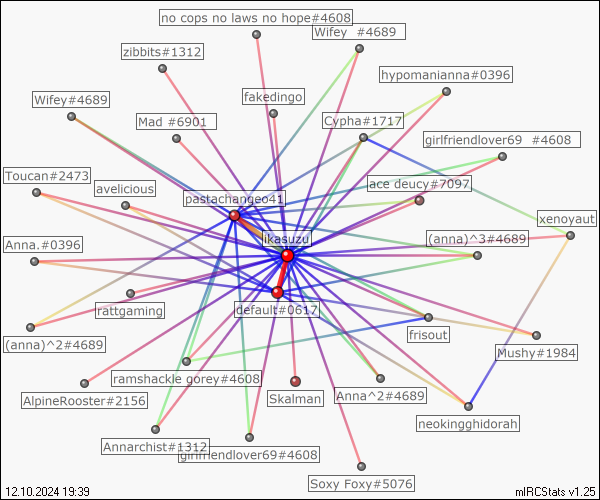 no cops no laws no hope#4608
Wifey  #4689
zibbits#1312
hypomanianna#0396
Wifey#4689
fakedingo
Mad #6901
Cypha#1717
girlfriendlover69  #4608
Toucan#2473
avelicious
ace deucy#7097
pastachangeo41
xenoyaut
ikasuzu
(anna)^3#4689
Anna.#0396
rattgaming
default#0617
frisout
(anna)^2#4689
Mushy#1984
ramshackle gorey#4608
AlpineRooster#2156
Skalman
Anna^2#4689
neokingghidorah
Annarchist#1312
girlfriendlover69#4608
Soxy Foxy#5076
12.10.2024 19:39
mIRCStats v1.25